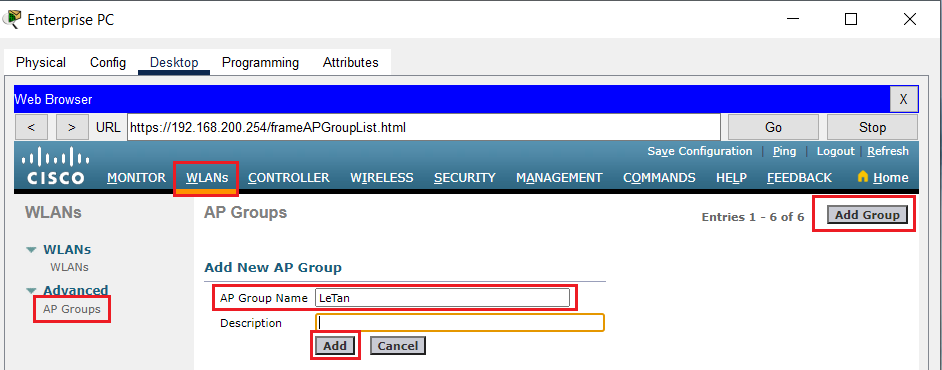 Enterprise PC
Physical Config Desktop Programming Attributes
Web Browser X
< > URL https://192.168.200.254/frameAPGroupList.html Go Stop
Save Configuration | Ping | Logout | Refresh
CISCO MONITOR WLANs CONTROLLER WIRELESS SECURITY MANAGEMENT COMMANDS HELP FEEDBACK Home
WLANs AP Groups Entries 1 - 6 of 6 Add Group
WLANs
WLANs
Advanced
AP Groups
Add New AP Group
AP Group Name LeTan
Description
Add Cancel